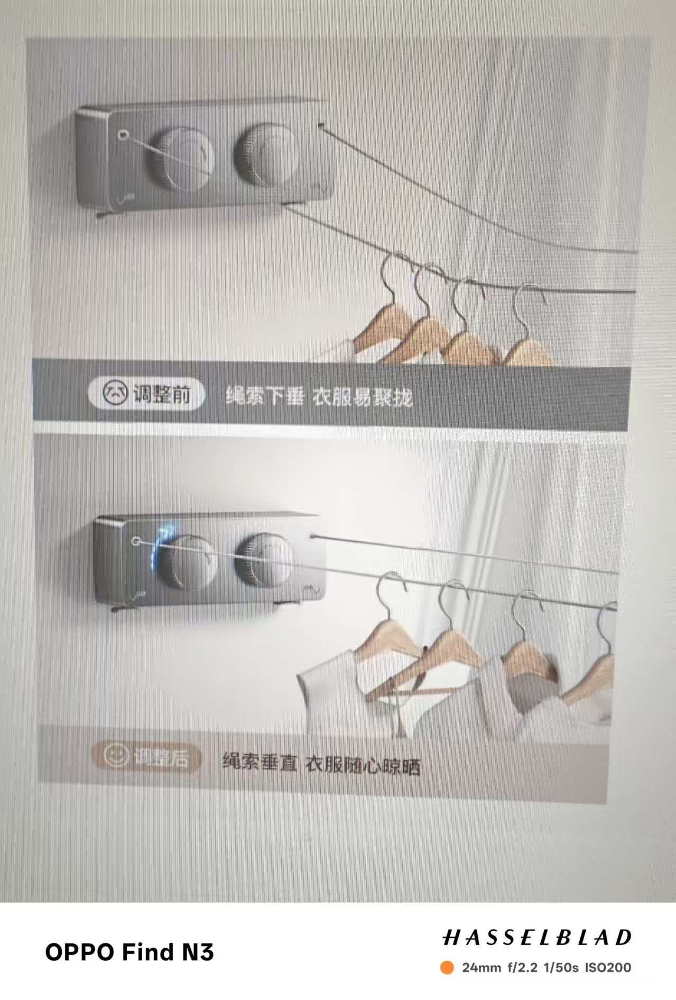 调整前 绳索下垂 衣服易聚拢
调整后 绳索垂直 衣服随心晾晒
OPPO Find N3
HASSELBLAD
24mm f/2.2 1/50s ISO200